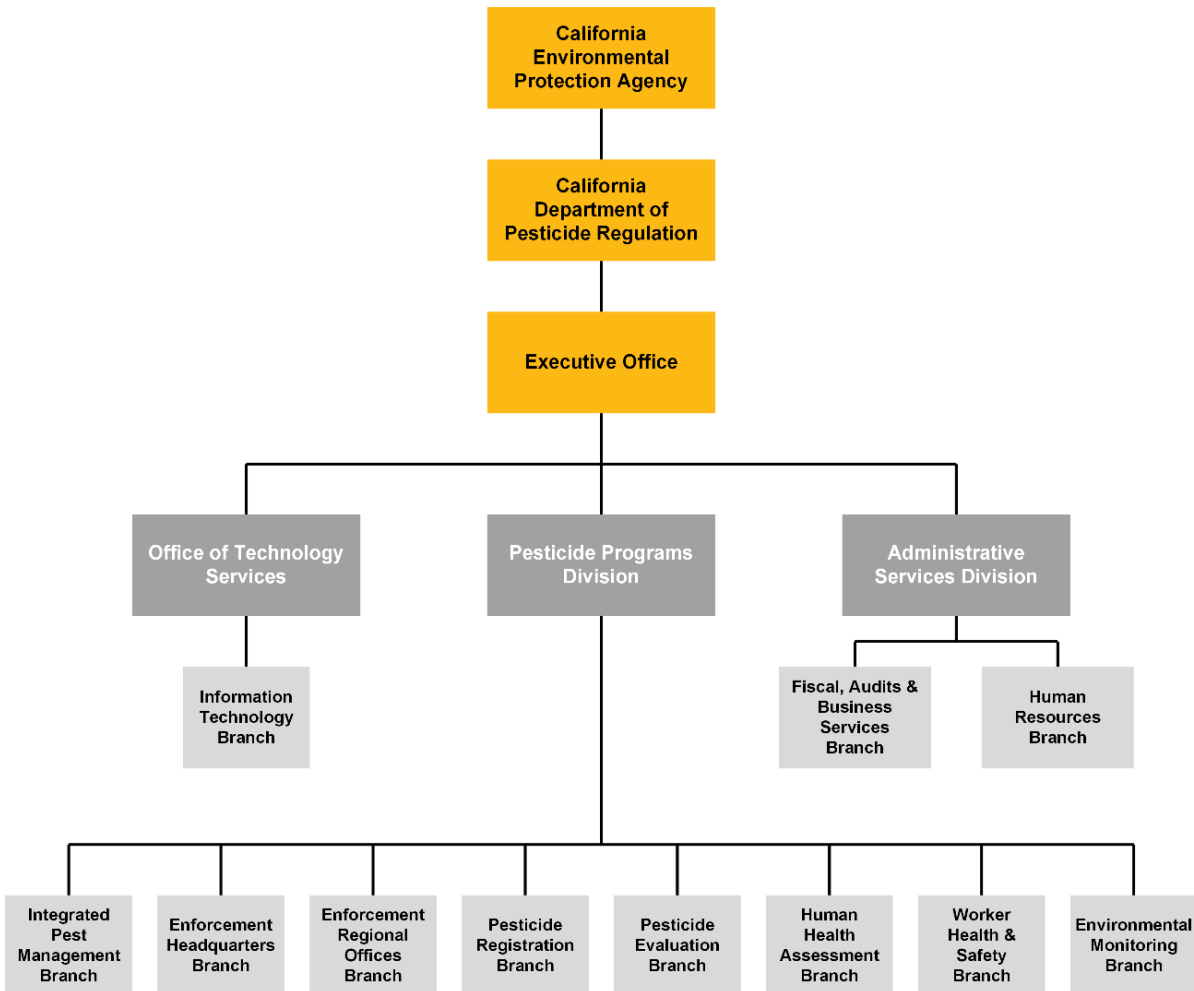 California
Environmental
Protection Agency
California
Department of
Pesticide Regulation
Executive Office
Office of Technology
Services
Pesticide Programs
Division
Administrative
Services Division
Information
Technology
Branch
Fiscal, Audits &
Business
Services
Branch
Human
Resources
Branch
Integrated
Pest
Management
Branch
Enforcement
Headquarters
Branch
Enforcement
Regional
Offices
Branch
Pesticide
Registration
Branch
Pesticide
Evaluation
Branch
Human
Health
Assessment
Branch
Worker
Health &
Safety
Branch
Environmental
Monitoring
Branch